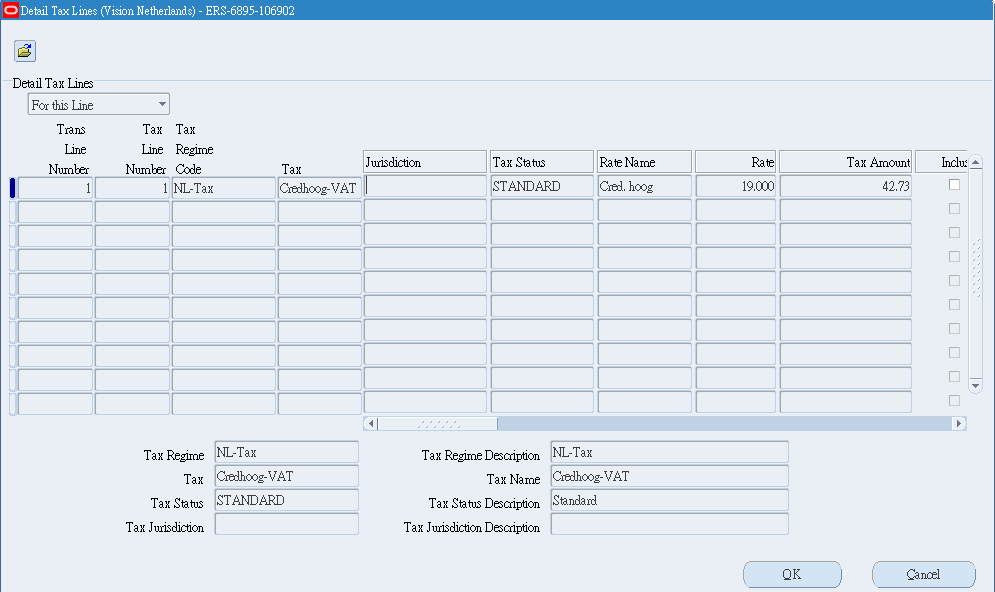 Detail Tax Lines (Vision Netherlands) - ERS-6895-106902
Detail Tax Lines
For this Line
Trans Tax Tax
Line Line Regime
Number Number Code Tax Jurisdiction Tax Status Rate Name Rate Tax Amount Inclus
1 1 NL-Tax Credhoog-VAT STANDARD Cred. hoog 19.000 42.73
Tax Regime NL-Tax Tax Regime Description NL-Tax
Tax Credhoog-VAT Tax Name Credhoog-VAT
Tax Status STANDARD Tax Status Description Standard
Tax Jurisdiction Tax Jurisdiction Description
OK Cancel